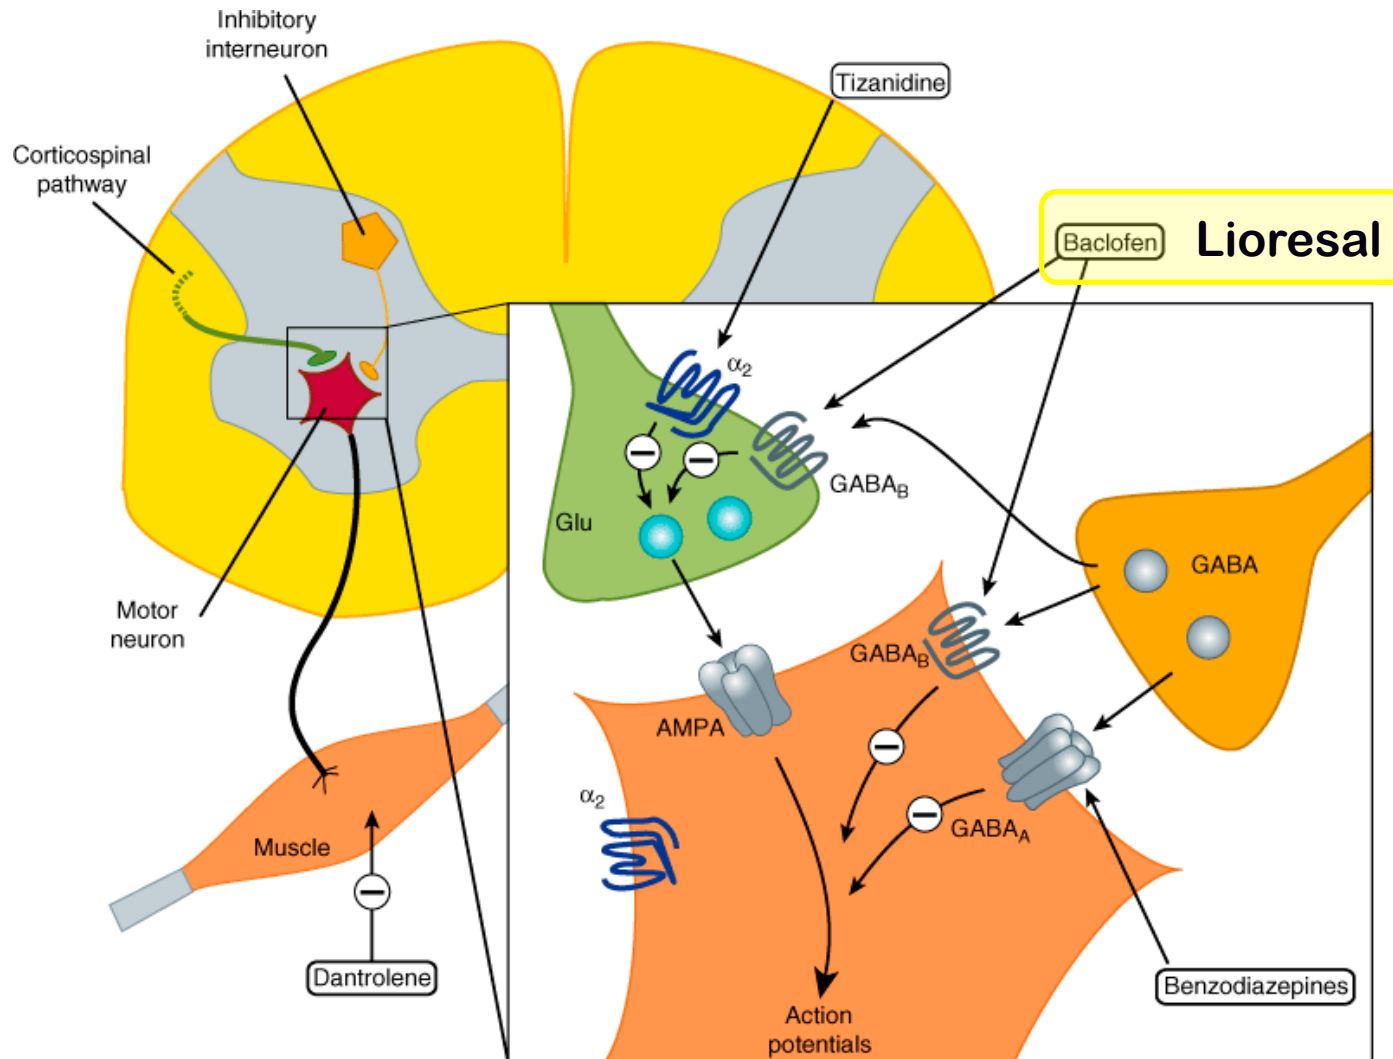 Inhibitory
interneuron
Tizanidine
Corticospinal
pathway
Baclofen Lioresal
α2
GABAB
Glu
GABA
Motor
neuron
GABAB
AMPA
α2
GABAA
Muscle
Dantrolene
Benzodiazepines
Action
potentials